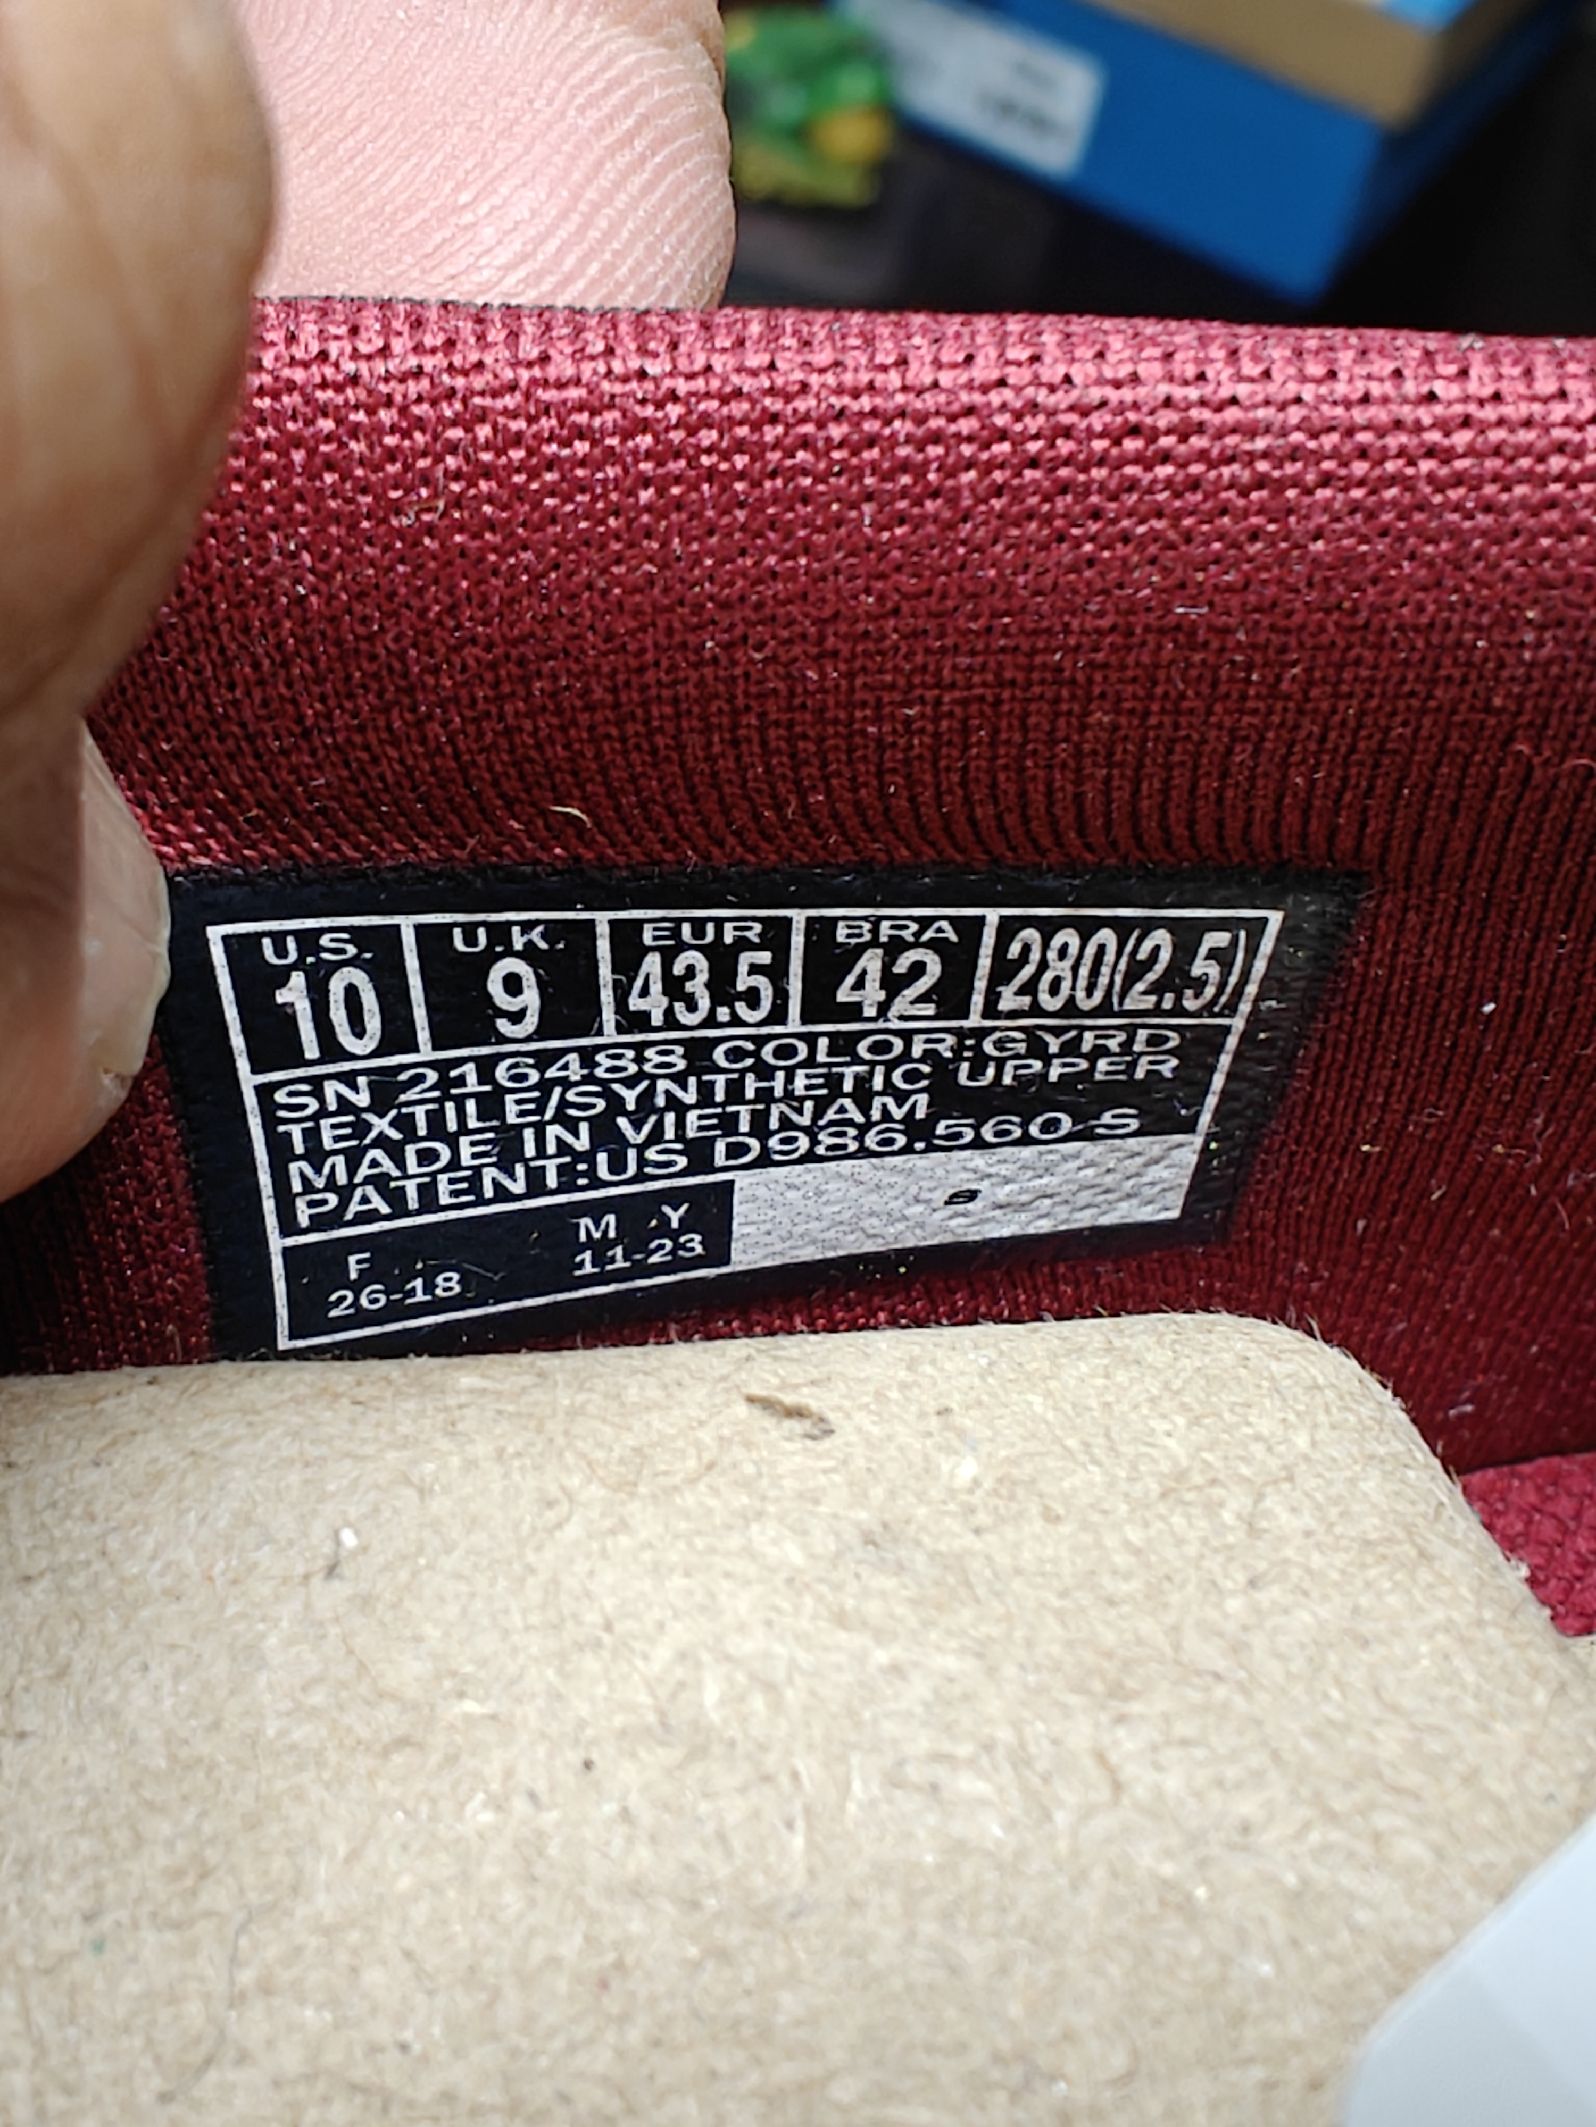 U.S. U.K. EUR BRA
10 9 43.5 42 280(2.5)
SN 216488 COLOR:GYRD
TEXTILE/SYNTHETIC UPPER
MADE IN VIETNAM
PATENT:US D986.560 S
F M Y
26-18 11-23